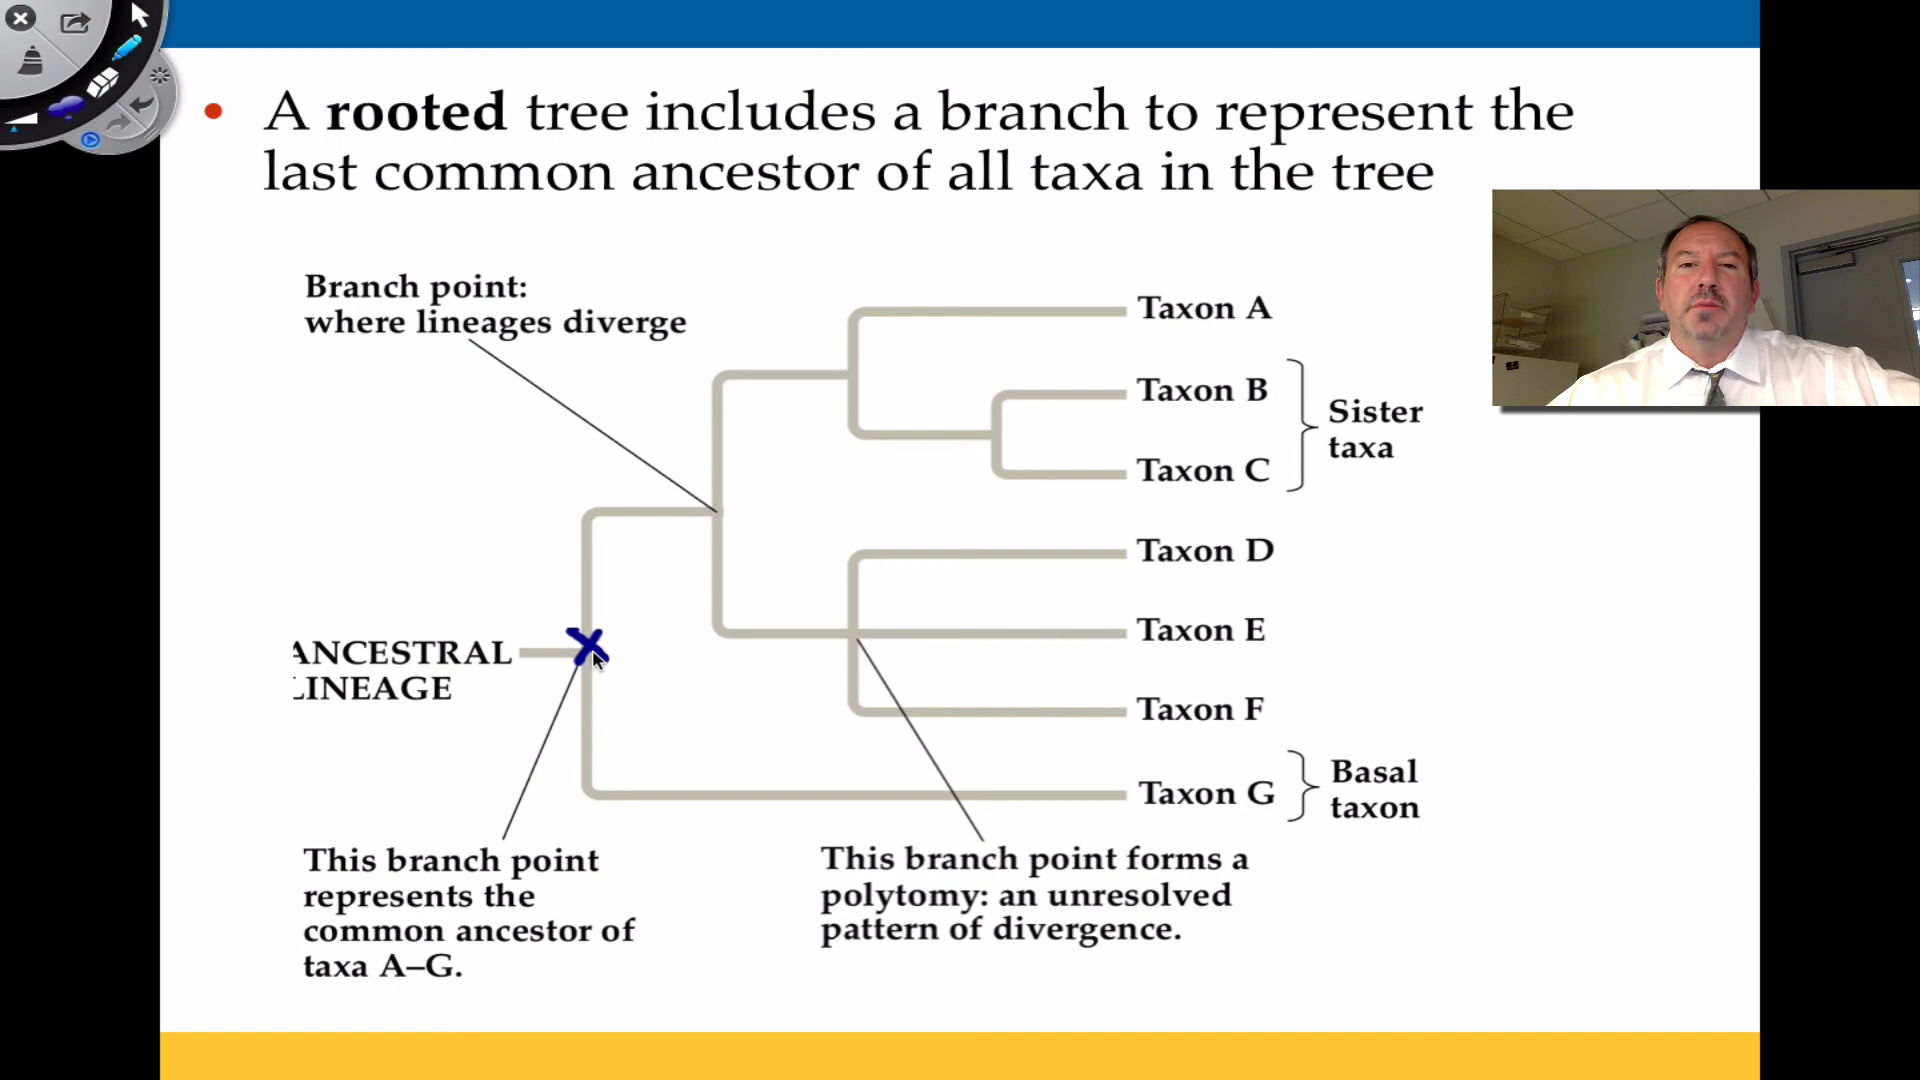 • A rooted tree includes a branch to represent the
last common ancestor of all taxa in the tree
Branch point:
where lineages diverge
Taxon A
Taxon B
Taxon C
Sister
taxa
Taxon D
Taxon E
Taxon F
ANCESTRAL
LINEAGE
Taxon G
Basal
taxon
This branch point
represents the
common ancestor of
taxa A–G.
This branch point forms a
polytomy: an unresolved
pattern of divergence.